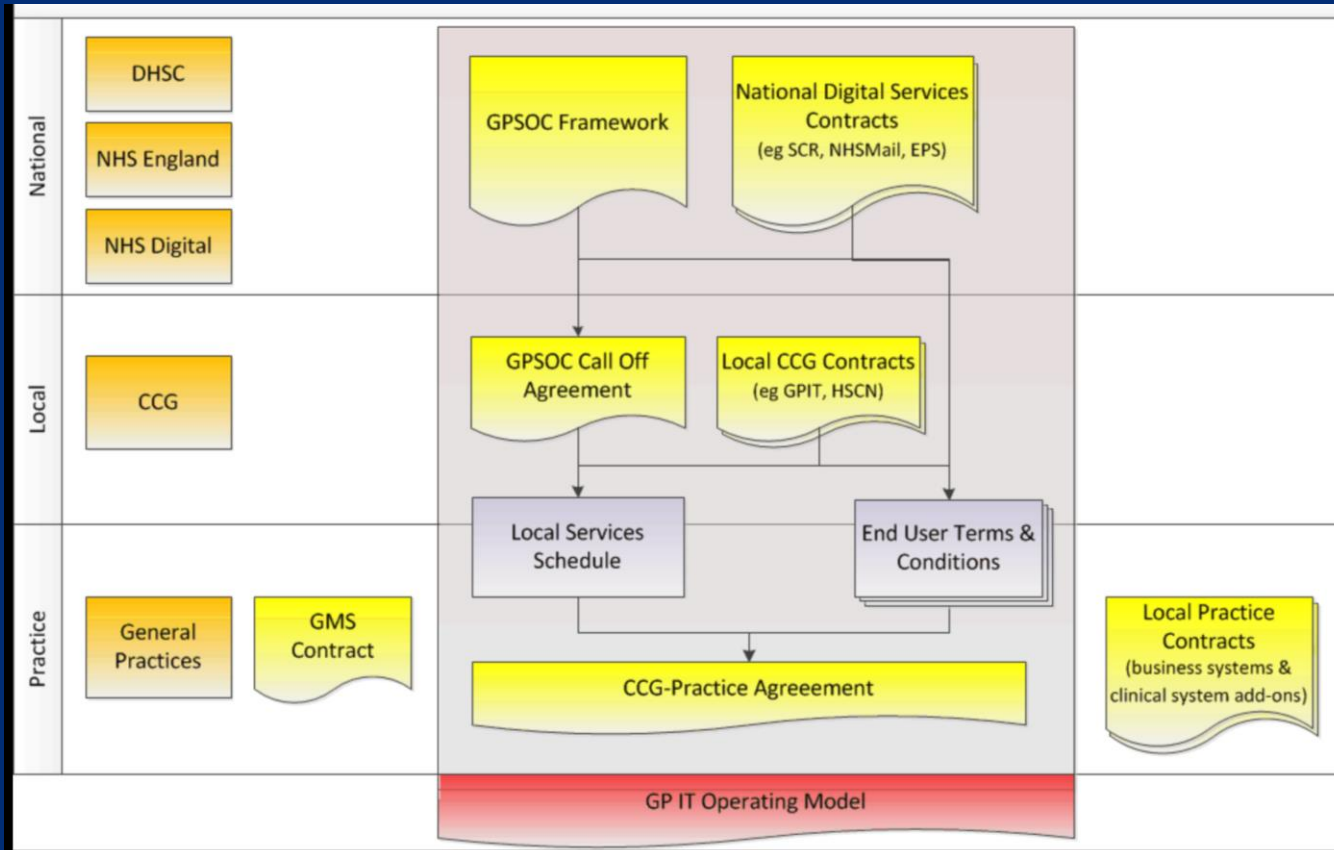 National
DHSC
NHS England
NHS Digital
GPSOC Framework
National Digital Services
Contracts
(eg SCR, NHSMail, EPS)
Local
CCG
GPSOC Call Off
Agreement
Local CCG Contracts
(eg GPIT, HSCN)
Local Services
Schedule
End User Terms &
Conditions
Practice
General
Practices
GMS
Contract
CCG-Practice Agreeement
Local Practice
Contracts
(business systems &
clinical system add-ons)
GP IT Operating Model